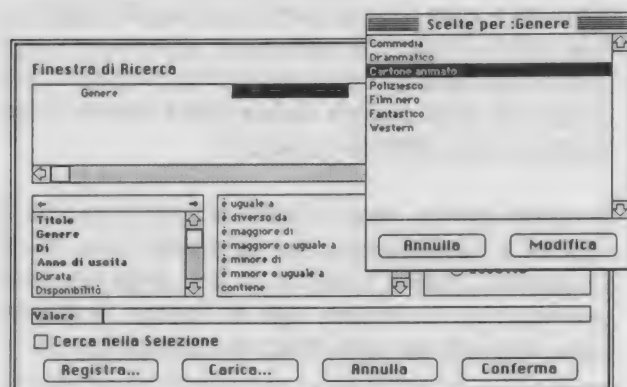 Scelte per :Genere
Commedia
Drammatico
Cartone animato
Poliziesco
Film nero
Fantastico
Western
Annulla
Modifica
Finestra di Ricerca
Genere
Titolo
Genere
Di
Anno di uscita
Durata
Disponibilità
è uguale a
è diverso da
è maggiore di
è maggiore o uguale a
è minore di
è minore o uguale a
contiene
Valore
Cerca nella Selezione
Registra...
Carica...
Annulla
Conferma